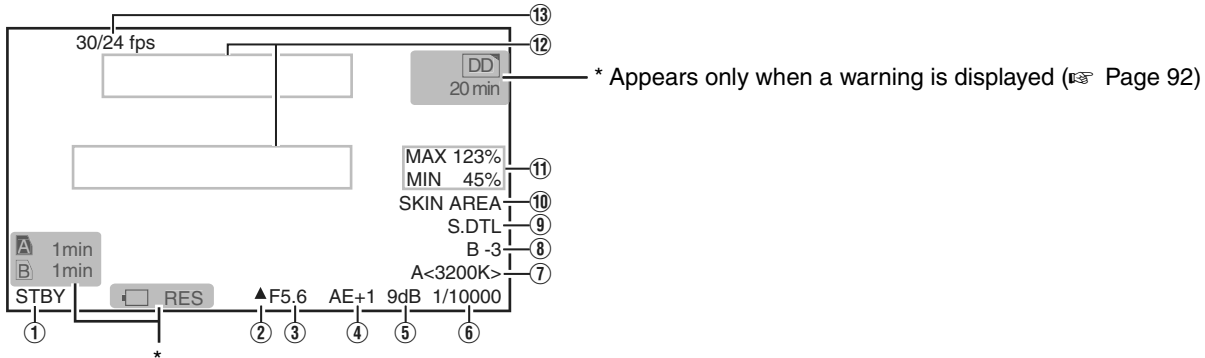 ⑬
30/24 fps
⑫
DD
20 min
* Appears only when a warning is displayed (☞ Page 92)
MAX 123%
MIN 45%
⑪
SKIN AREA ⑩
S.DTL ⑨
B -3 ⑧
A<3200K> ⑦
A 1min
B 1min
STBY RES ▲F5.6 AE+1 9dB 1/10000
① ② ③ ④ ⑤ ⑥
*